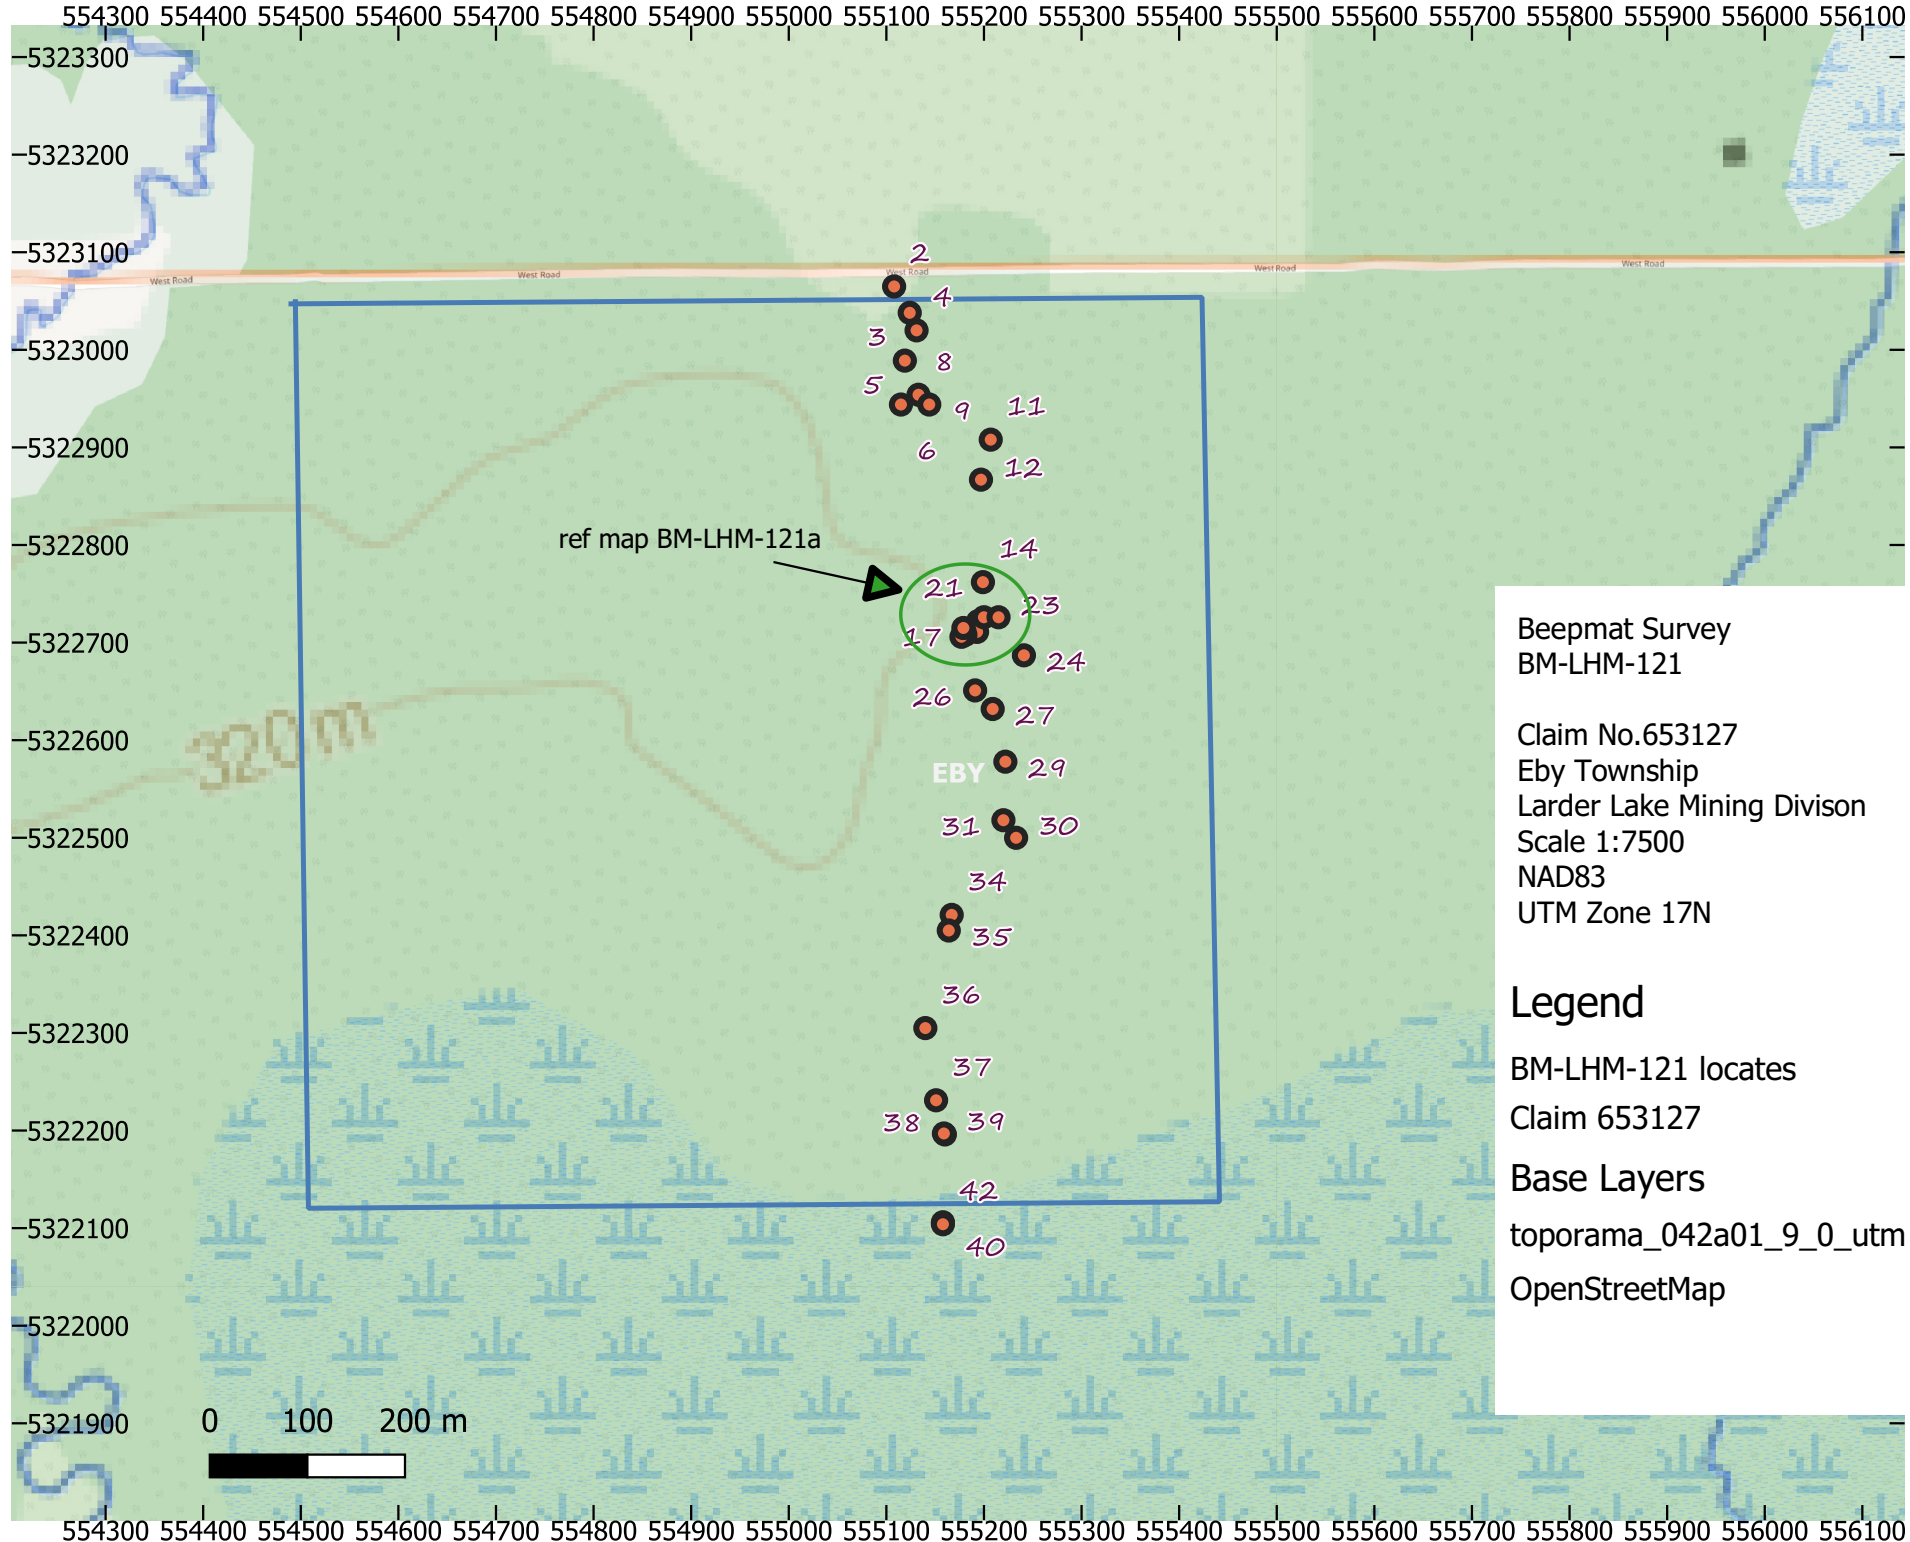 554300 554400 554500 554600 554700 554800 554900 555000 555100 555200 555300 555400 555500 555600 555700 555800 555900 556000 556100
5323300
5323200
5323100
West Road West Road West Road West Road West Road
2
4
3
5323000
8
5
9
11
5322900
6
12
5322800
ref map BM-LHM-121a
14
21
23
5322700
17
24
26
27
320 m
5322600
EBY
29
31
30
5322500
34
5322400
35
36
5322300
37
38
39
5322200
42
5322100
40
5322000
5321900
0 100 200 m
Beepmat Survey
BM-LHM-121
Claim No.653127
Eby Township
Larder Lake Mining Divison
Scale 1:7500
NAD83
UTM Zone 17N
Legend
BM-LHM-121 locates
Claim 653127
Base Layers
toporama_042a01_9_0_utm
OpenStreetMap
554300 554400 554500 554600 554700 554800 554900 555000 555100 555200 555300 555400 555500 555600 555700 555800 555900 556000 556100